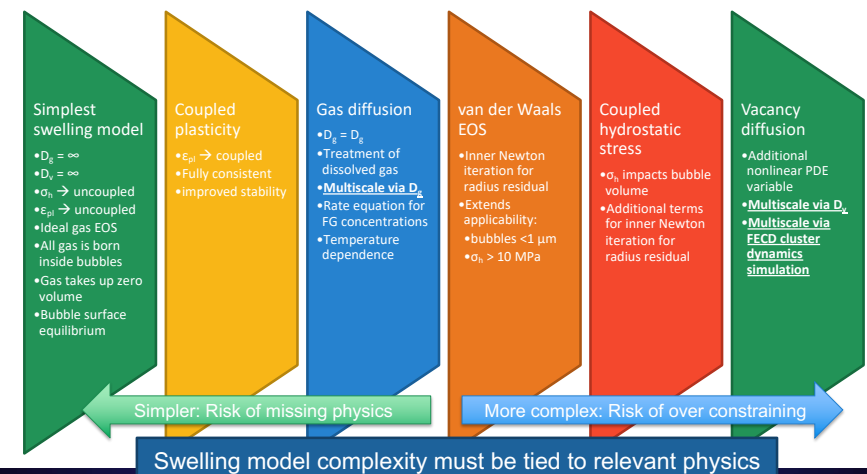 Simplest
swelling model
•D_g = ∞
•D_v = ∞
•σ_h → uncoupled
•ε_pl → uncoupled
•Ideal gas EOS
•All gas is born
inside bubbles
•Gas takes up zero
volume
•Bubble surface
equilibrium
Coupled
plasticity
•ε_pl → coupled
•Fully consistent
•improved stability
Gas diffusion
•D_g = D_g
•Treatment of
dissolved gas
•Multiscale via D_g
•Rate equation for
FG concentrations
•Temperature
dependence
van der Waals
EOS
•Inner Newton
iteration for
radius residual
•Extends
applicability:
•bubbles <1 μm
•σ_h > 10 MPa
Coupled
hydrostatic
stress
•σ_h impacts bubble
volume
•Additional terms
for inner Newton
iteration for
radius residual
Vacancy
diffusion
•Additional
nonlinear PDE
variable
•Multiscale via D_v
•Multiscale via
FECD cluster
dynamics
simulation
Simpler: Risk of missing physics
More complex: Risk of over constraining
Swelling model complexity must be tied to relevant physics